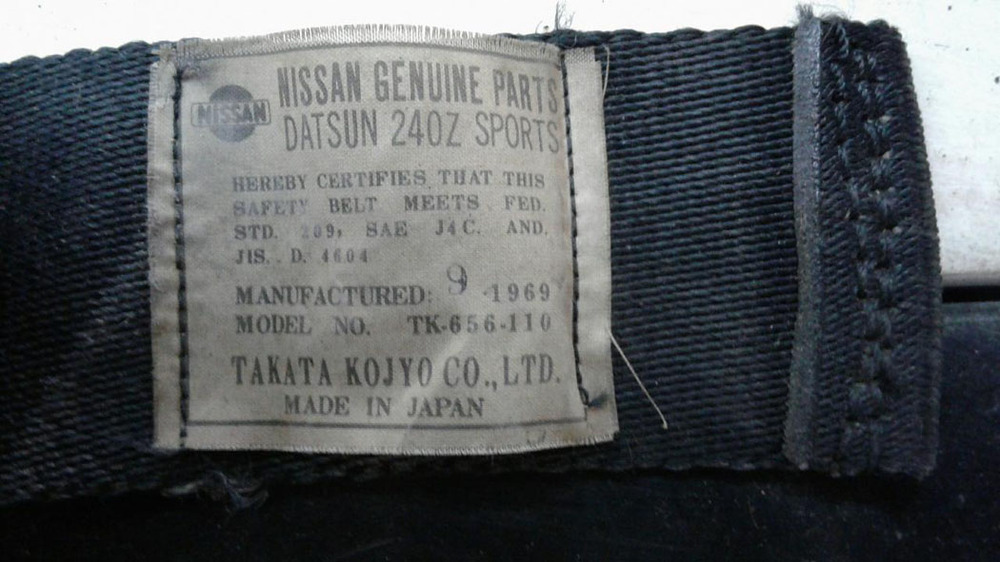 NISSAN
NISSAN GENUINE PARTS
DATSUN 240Z SPORTS
HEREBY CERTIFIES THAT THIS
SAFETY BELT MEETS FED.
STD. 209, SAE J4C. AND.
JIS. D. 4604
MANUFACTURED: 9 -1969
MODEL NO. TK-656-110
TAKATA KOJYO CO., LTD.
MADE IN JAPAN